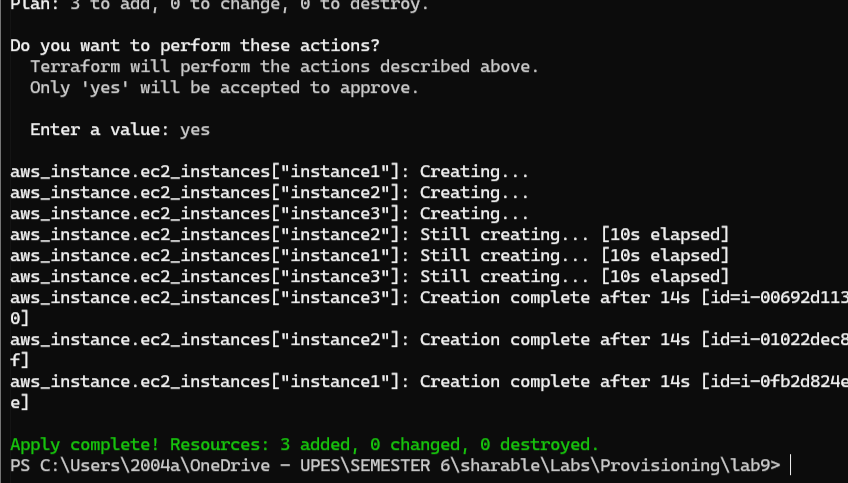 Plan: 3 to add, 0 to change, 0 to destroy.
Do you want to perform these actions?
Terraform will perform the actions described above.
Only 'yes' will be accepted to approve.
Enter a value: yes
aws_instance.ec2_instances["instance1"]: Creating...
aws_instance.ec2_instances["instance2"]: Creating...
aws_instance.ec2_instances["instance3"]: Creating...
aws_instance.ec2_instances["instance2"]: Still creating... [10s elapsed]
aws_instance.ec2_instances["instance1"]: Still creating... [10s elapsed]
aws_instance.ec2_instances["instance3"]: Still creating... [10s elapsed]
aws_instance.ec2_instances["instance3"]: Creation complete after 14s [id=i-00692d113
0]
aws_instance.ec2_instances["instance2"]: Creation complete after 14s [id=i-01022dec8
f]
aws_instance.ec2_instances["instance1"]: Creation complete after 14s [id=i-0fb2d824e
e]
Apply complete! Resources: 3 added, 0 changed, 0 destroyed.
PS C:\Users\2004a\OneDrive - UPES\SEMESTER 6\sharable\Labs\Provisioning\lab9>